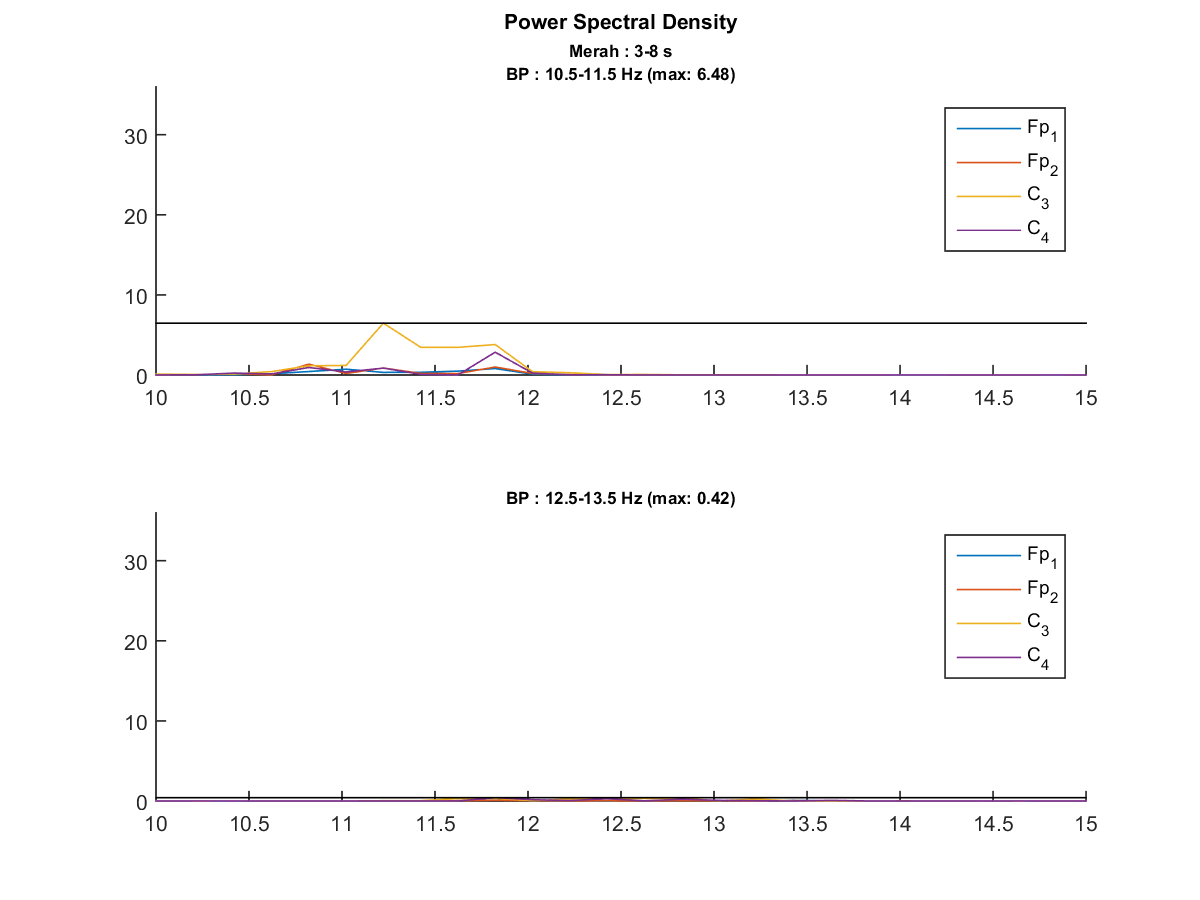 Power Spectral Density
Merah : 3-8 s
BP : 10.5-11.5 Hz (max: 6.48)
30
20
10
0
10 10.5 11 11.5 12 12.5 13 13.5 14 14.5 15
Fp1
Fp2
C3
C4
BP : 12.5-13.5 Hz (max: 0.42)
30
20
10
0
10 10.5 11 11.5 12 12.5 13 13.5 14 14.5 15
Fp1
Fp2
C3
C4